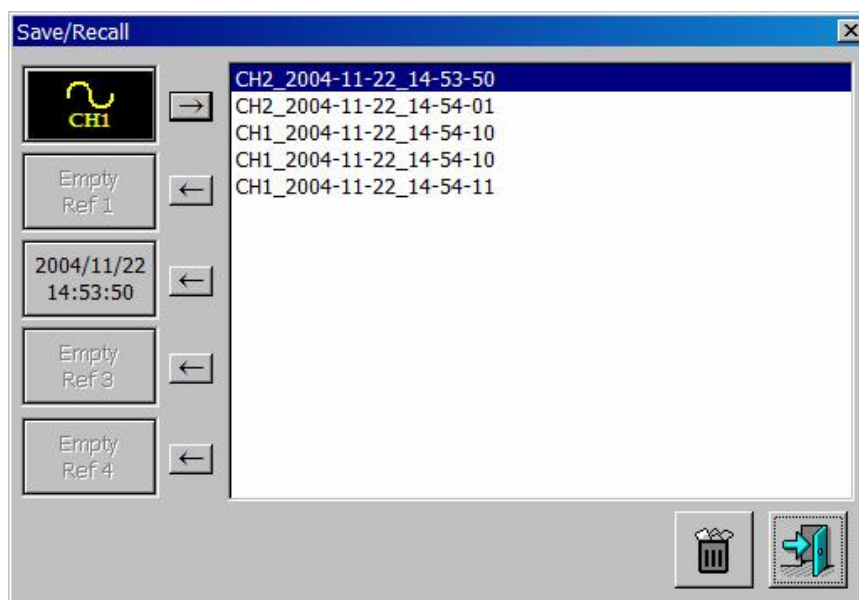 Save/Recall
CH1
Empty
Ref 1
2004/11/22
14:53:50
Empty
Ref 3
Empty
Ref 4
CH2_2004-11-22_14-53-50
CH2_2004-11-22_14-54-01
CH1_2004-11-22_14-54-10
CH1_2004-11-22_14-54-10
CH1_2004-11-22_14-54-11